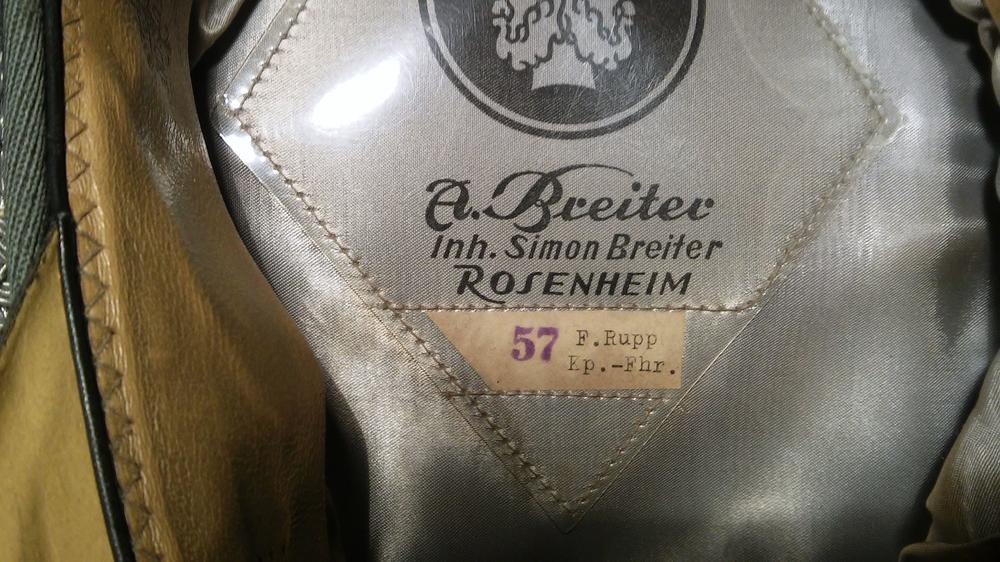 A. Breiter
Inh. Simon Breiter
ROSENHEIM
57 F.Rupp
Kp.-Fhr.